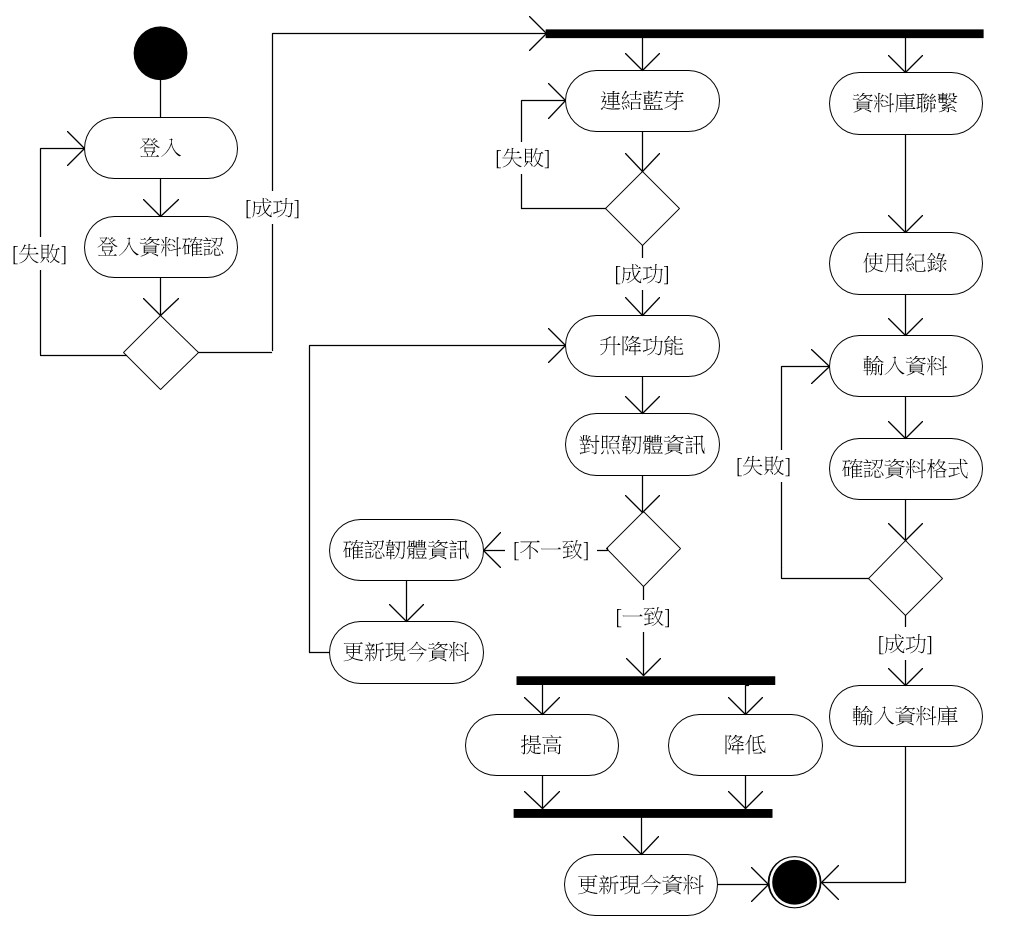 登入
登入資料確認
[失敗]
[成功]
連結藍芽
[失敗]
[成功]
升降功能
對照韌體資訊
[不一致]
確認韌體資訊
更新現今資料
[一致]
提高
降低
更新現今資料
資料庫聯繫
使用紀錄
輸入資料
確認資料格式
[失敗]
[成功]
輸入資料庫